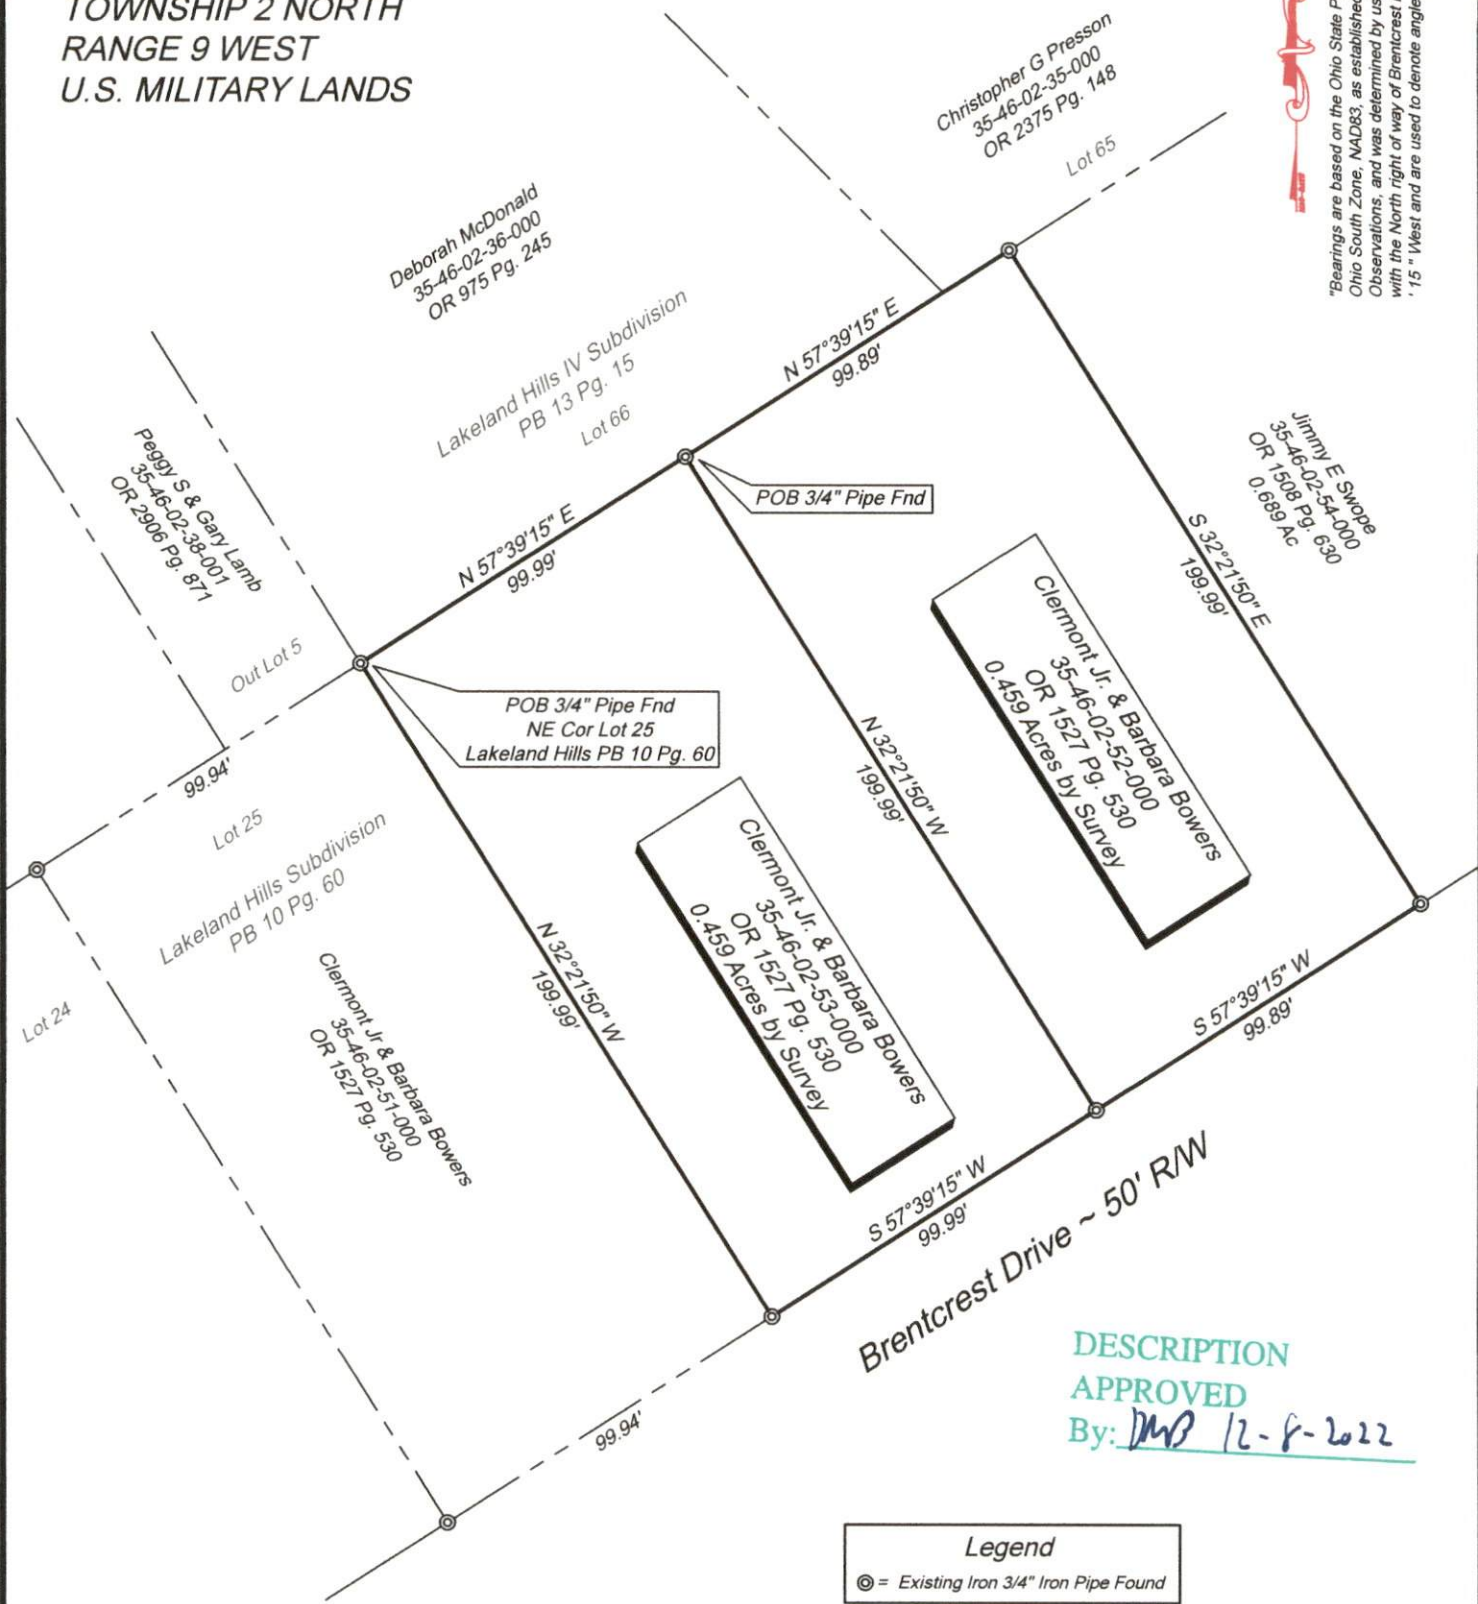 TOWNSHIP 2 NORTH
RANGE 9 WEST
U.S. MILITARY LANDS
"Bearings are based on the Ohio State P
Ohio South Zone, NAD83, as established
Observations, and was determined by us
with the North right of way of Brentcrest
' 15 " West and are used to denote angle
Christopher G Presson
35-46-02-35-000
OR 2375 Pg. 148
Lot 65
Deborah McDonald
35-46-02-36-000
OR 975 Pg. 245
Lakeland Hills IV Subdivision
PB 13 Pg. 15
Lot 66
N 57°39'15" E
99.89'
Peggy S & Gary Lamb
35-46-02-38-001
OR 2906 Pg. 871
Out Lot 5
N 57°39'15" E
99.99'
POB 3/4" Pipe Fnd
Jimmy E Swope
35-46-02-54-000
OR 1508 Pg. 630
0.689 Ac
S 32°21'50" E
199.99'
POB 3/4" Pipe Fnd
NE Cor Lot 25
Lakeland Hills PB 10 Pg. 60
Clermont Jr. & Barbara Bowers
35-46-02-52-000
OR 1527 Pg. 530
0.459 Acres by Survey
N 32°21'50" W
199.99'
99.94'
Lot 25
Lakeland Hills Subdivision
PB 10 Pg. 60
Lot 24
Clermont Jr & Barbara Bowers
35-46-02-51-000
OR 1527 Pg. 530
N 32°21'50" W
199.99'
Clermont Jr. & Barbara Bowers
35-46-02-53-000
OR 1527 Pg. 530
0.459 Acres by Survey
S 57°39'15" W
99.89'
S 57°39'15" W
99.99'
Brentcrest Drive ~ 50' R/W
99.94'
DESCRIPTION
APPROVED
By: DMB 12-8-2022
Legend
= Existing Iron 3/4" Iron Pipe Found